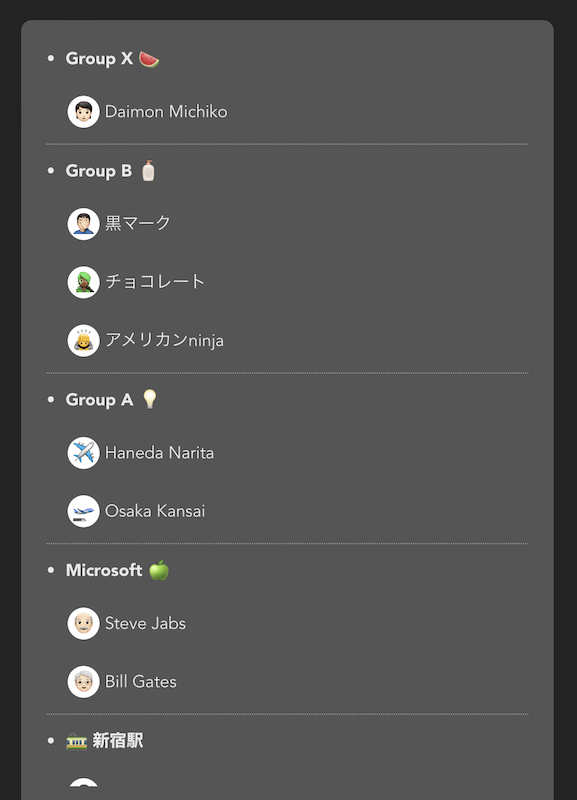 Group X 🍉
Daimon Michiko
Group B 🧴
黒マーク
チョコレート
アメリカンninja
Group A 💡
Haneda Narita
Osaka Kansai
Microsoft 🍏
Steve Jabs
Bill Gates
🚋 新宿駅